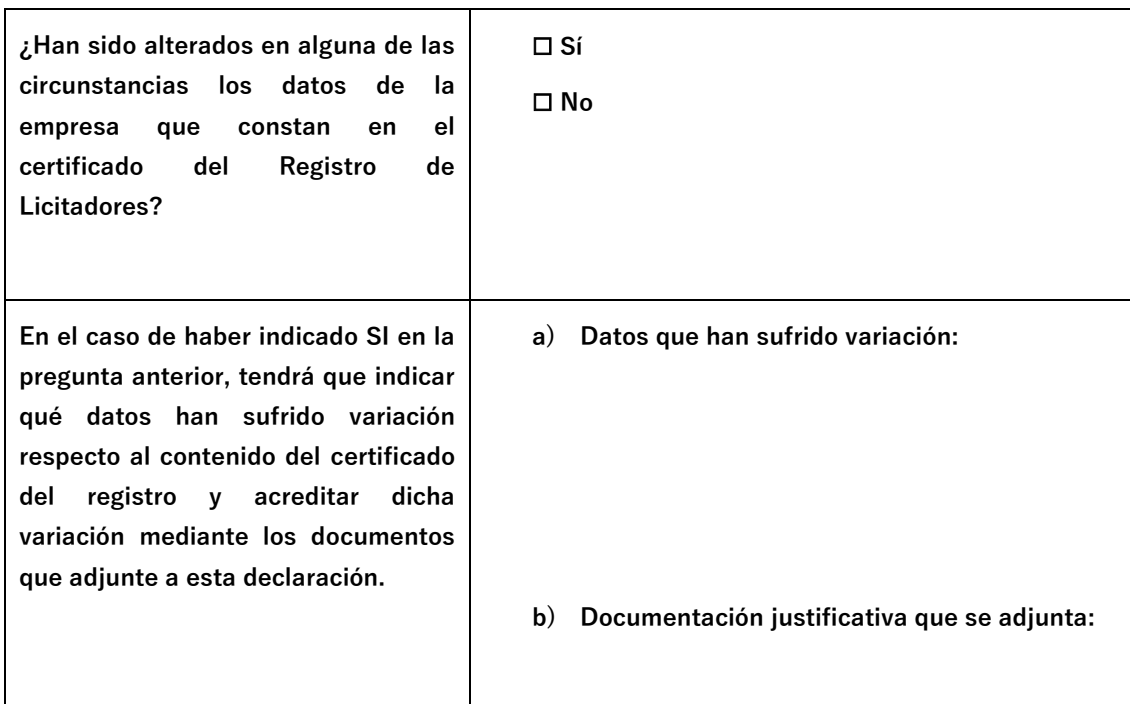 ¿Han sido alterados en alguna de las
circunstancias los datos de la
empresa que constan en el
certificado del Registro de
Licitadores?
☐ Sí
☐ No
En el caso de haber indicado SI en la
pregunta anterior, tendrá que indicar
qué datos han sufrido variación
respecto al contenido del certificado
del registro y acreditar dicha
variación mediante los documentos
que adjunte a esta declaración.
a) Datos que han sufrido variación:
b) Documentación justificativa que se adjunta: